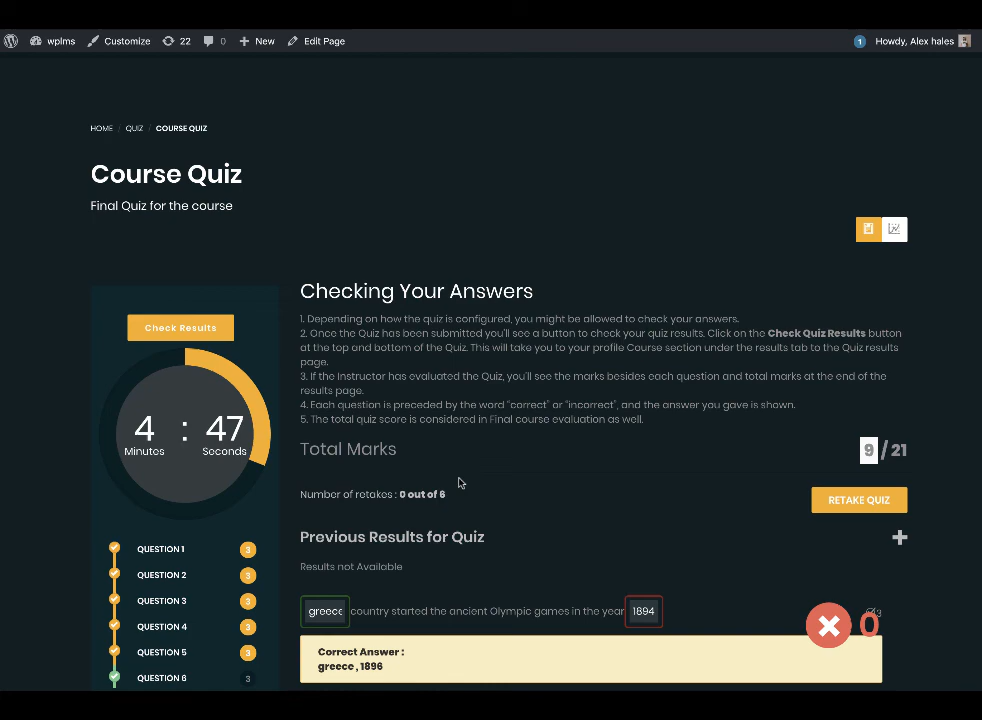 wplms Customize 22 0 New Edit Page 1 Howdy, Alex hales
HOME / QUIZ / COURSE QUIZ
Course Quiz
Final Quiz for the course
Check Results
4 : 47
Minutes Seconds
QUESTION 1 3
QUESTION 2 3
QUESTION 3 3
QUESTION 4 3
QUESTION 5 3
QUESTION 6 3
Checking Your Answers
1. Depending on how the quiz is configured, you might be allowed to check your answers.
2. Once the Quiz has been submitted you'll see a button to check your quiz results. Click on the Check Quiz Results button
at the top and bottom of the Quiz. This will take you to your profile Course section under the results tab to the Quiz results
page.
3. If the Instructor has evaluated the Quiz, you'll see the marks besides each question and total marks at the end of the
results page.
4. Each question is preceded by the word "correct" or "incorrect", and the answer you gave is shown.
5. The total quiz score is considered in Final course evaluation as well.
Total Marks 9 / 21
Number of retakes : 0 out of 6 RETAKE QUIZ
Previous Results for Quiz
Results not Available
greece country started the ancient Olympic games in the year 1894 0 3
Correct Answer :
greece , 1896